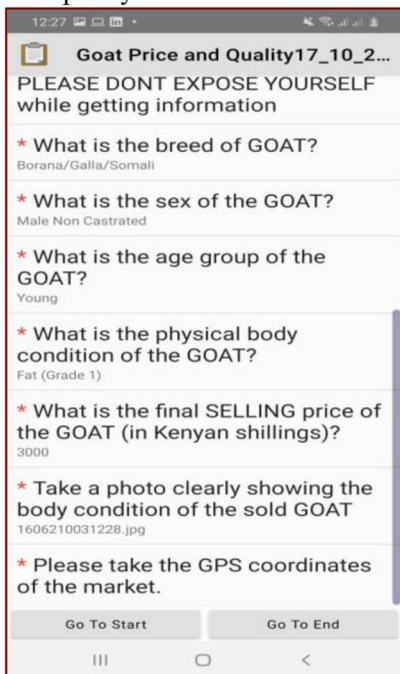 12:27
Goat Price and Quality17_10_2...
PLEASE DONT EXPOSE YOURSELF
while getting information
* What is the breed of GOAT?
Borana/Galla/Somali
* What is the sex of the GOAT?
Male Non Castrated
* What is the age group of the
GOAT?
Young
* What is the physical body
condition of the GOAT?
Fat (Grade 1)
* What is the final SELLING price of
the GOAT (in Kenyan shillings)?
3000
* Take a photo clearly showing the
body condition of the sold GOAT
1606210031228.jpg
* Please take the GPS coordinates
of the market.
Go To Start
Go To End